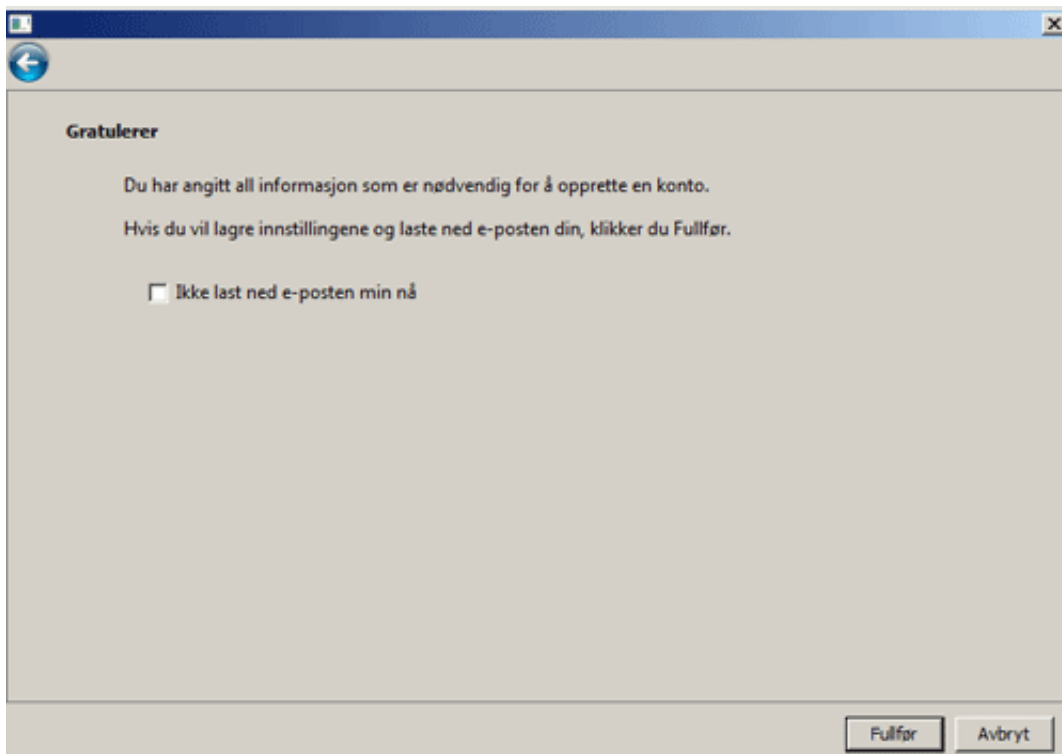 Gratulerer
Du har angitt all informasjon som er nødvendig for å opprette en konto.
Hvis du vil lagre innstillingene og laste ned e-posten din, klikker du Fullfør.
Ikke last ned e-posten min nå
Fullfør
Avbryt